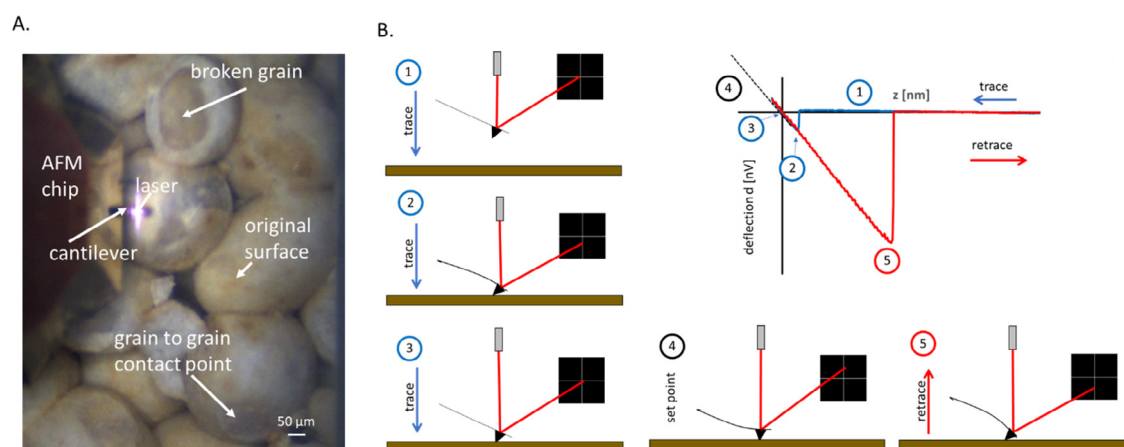 A.
broken grain
AFM
chip
laser
cantilever
original
surface
grain to grain
contact point
50 µm
B.
1
trace
2
trace
3
trace
4
1
z [nm]
trace
3
2
retrace
deflection d [nV]
5
4
set point
5
retrace